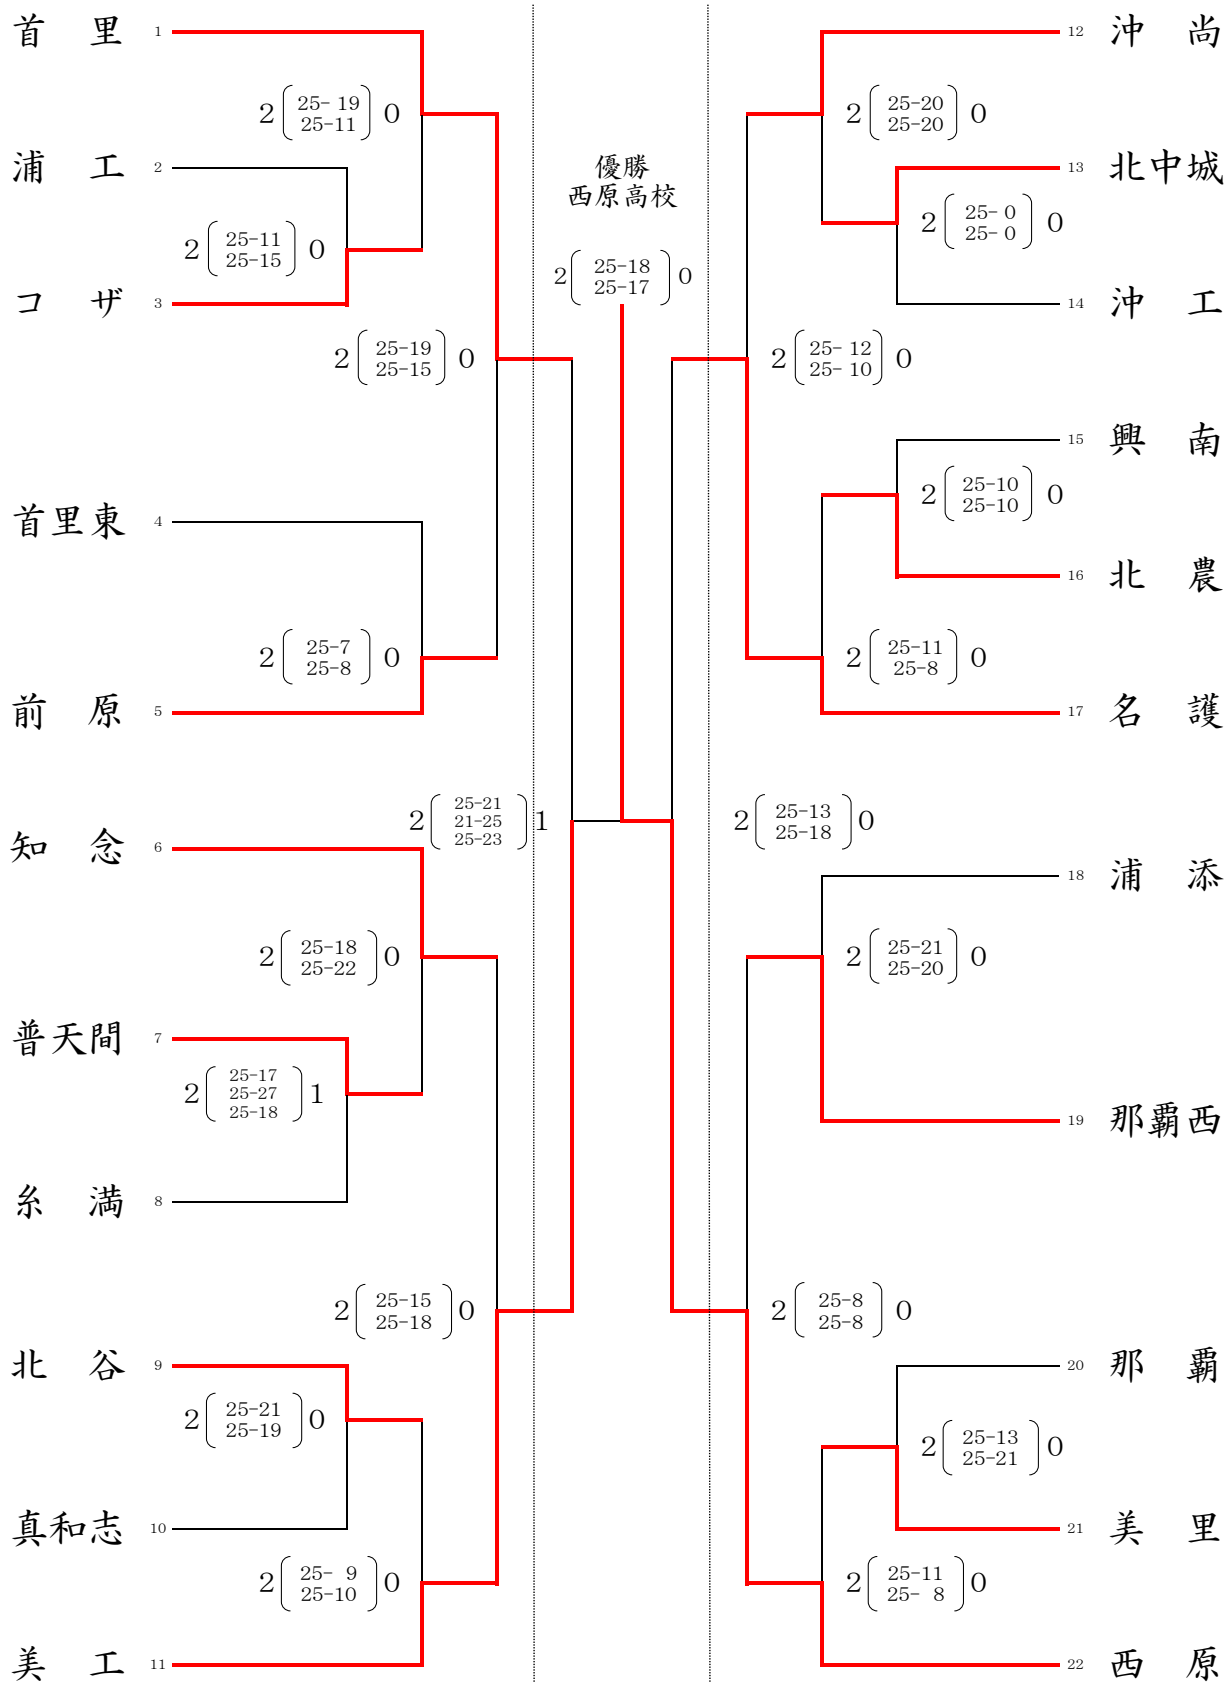 首　里 1
2 25- 19 0
25-11
浦　工 2
2 25-11 0
25-15
コ　ザ 3
2 25-19 0
25-15
首里東 4
2 25-7 0
25-8
前　原 5
2 25-21 1
21-25
25-23
知　念 6
2 25-18 0
25-22
普天間 7
2 25-17 1
25-27
25-18
糸　満 8
2 25-15 0
25-18
北　谷 9
2 25-21 0
25-19
真和志 10
2 25- 9 0
25-10
美　工 11
優勝
西原高校
2 25-18 0
25-17
12 沖　尚
2 25-20 0
25-20
13 北中城
2 25- 0 0
25- 0
14 沖　工
2 25- 12 0
25- 10
15 興　南
2 25-10 0
25-10
16 北　農
2 25-11 0
25-8
17 名　護
2 25-13 0
25-18
18 浦　添
2 25-21 0
25-20
19 那覇西
2 25-8 0
25-8
20 那　覇
2 25-13 0
25-21
21 美　里
2 25-11 0
25- 8
22 西　原